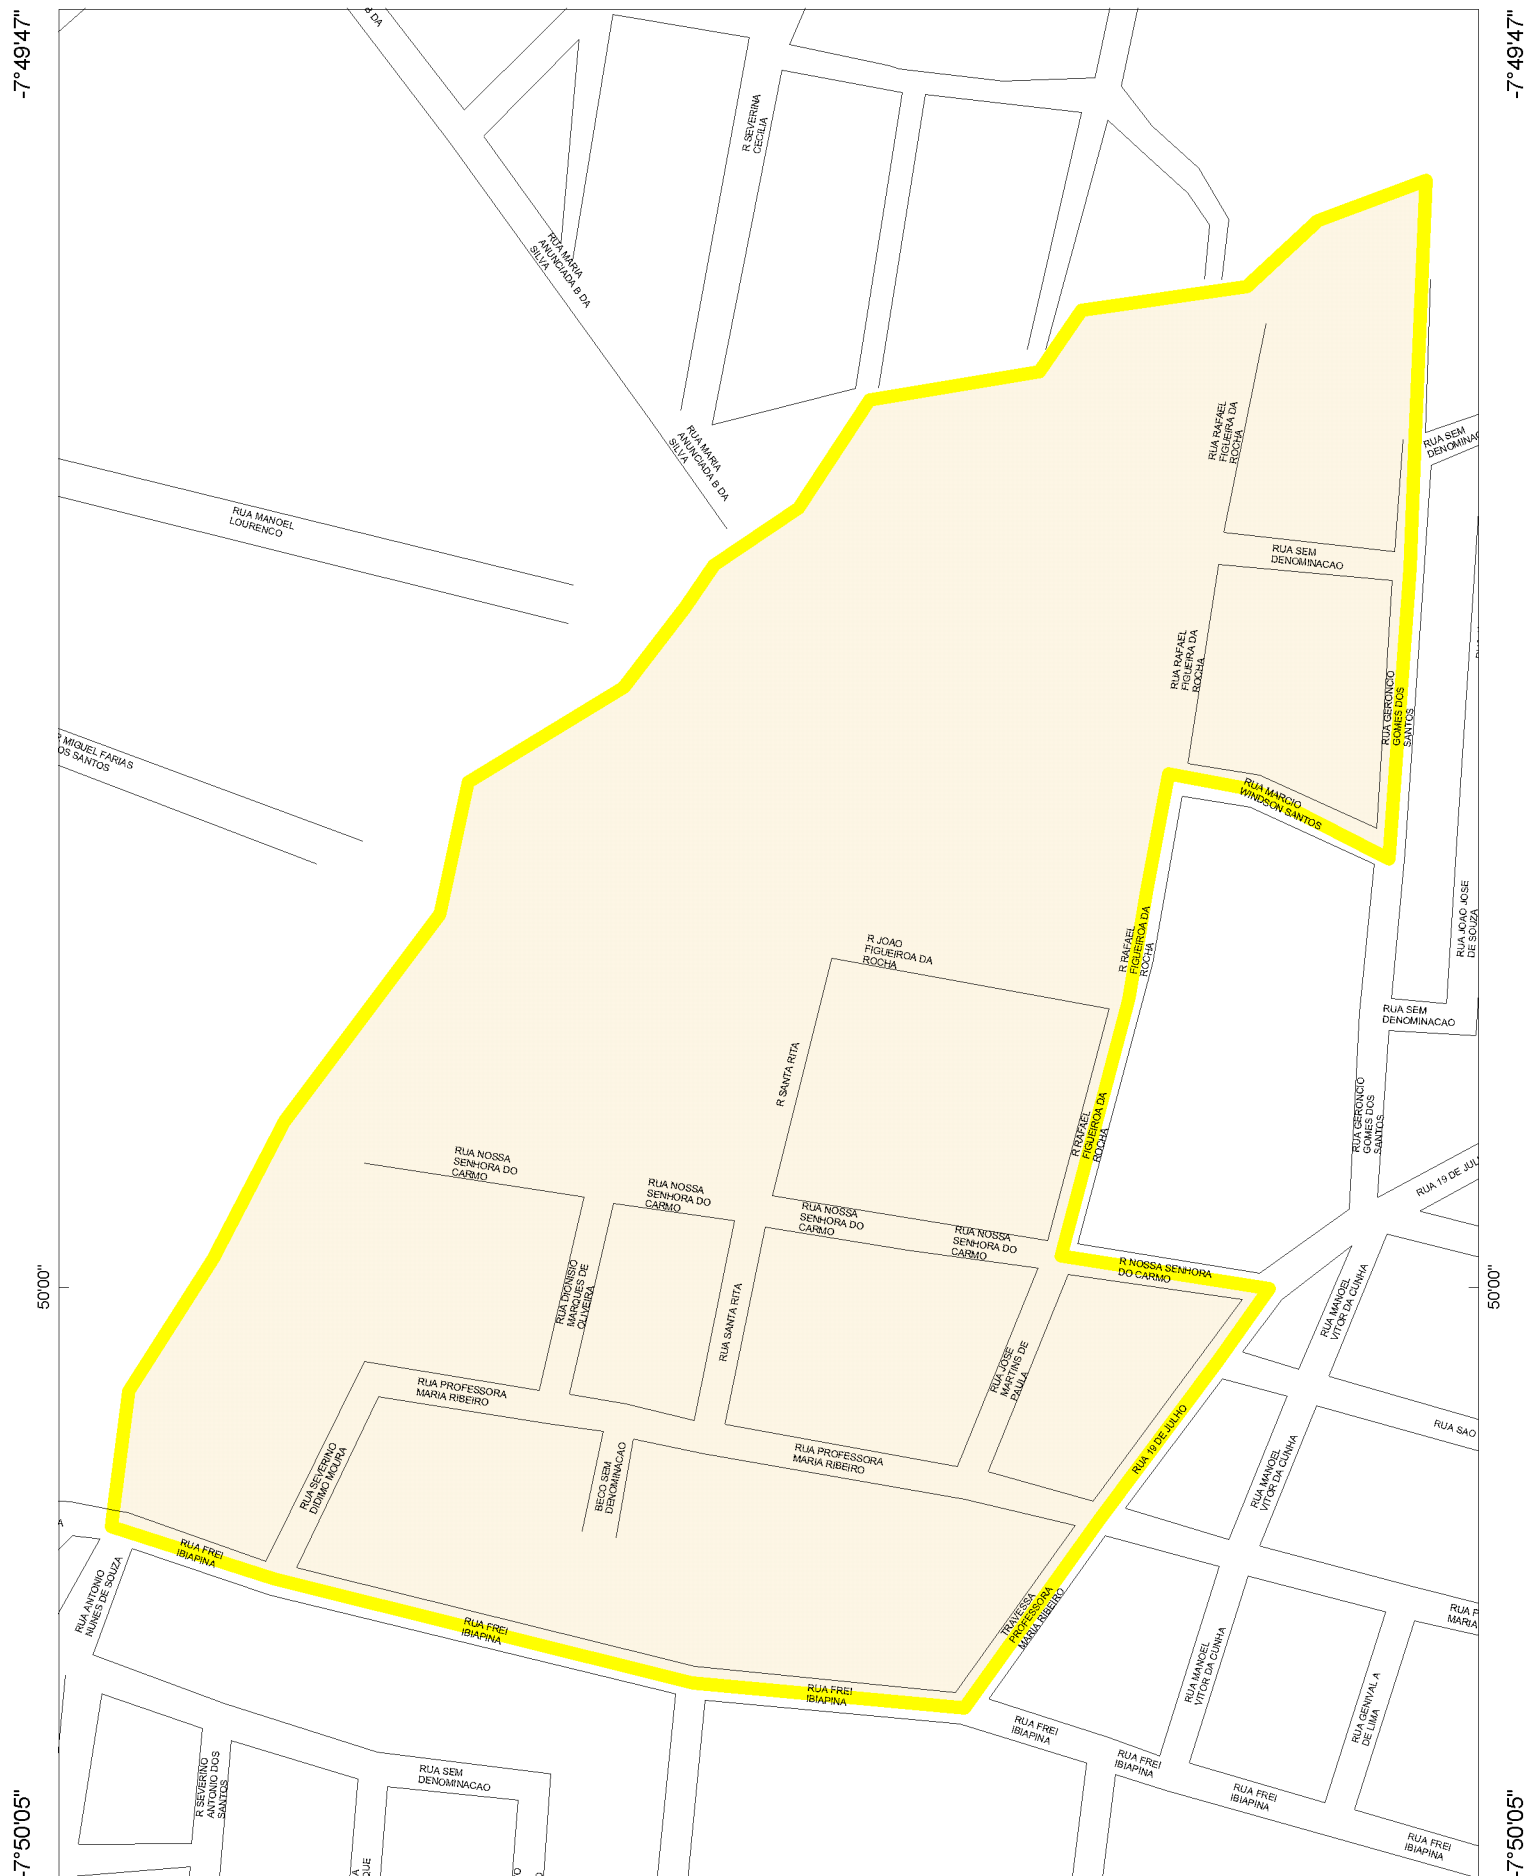 -7°49'47"
-7°49'47"
B DA
R SEVERINA
CECILIA
RUA MARIA
ANUNCIADA B DA
SILVA
RUA MARIA
ANUNCIADA B DA
SILVA
RUA RAFAEL
FIGUEIRA DA
ROCHA
RUA SEM
RUA MANOEL
LOURENCO
RUA SEM
DENOMINACAO
RUA RAFAEL
FIGUEIRA DA
ROCHA
RUA GERONCIO
GOMES DOS
SANTOS
MIGUEL FARIAS
OS SANTOS
RUA MARCIO
WINDSON SANTOS
R JOAO
FIGUEIROA DA
ROCHA
R RAFAEL
FIGUEIROA DA
ROCHA
RUA JOAO JOSE
DE SOUZA
RUA SEM
DENOMINACAO
R SANTA RITA
R RAFAEL
FIGUEIROA DA
ROCHA
RUA GERONCIO
GOMES DOS
SANTOS
RUA NOSSA
SENHORA DO
CARMO
RUA NOSSA
SENHORA DO
CARMO
RUA NOSSA
SENHORA DO
CARMO
RUA NOSSA
SENHORA DO
CARMO
RUA 19 DE JUL
R NOSSA SENHORA
DO CARMO
50'00"
50'00"
RUA DIONISIO
MARQUES DE
OLIVEIRA
RUA SANTA RITA
RUA MANOEL
VITOR DA CUNHA
RUA JOSE
MARTINS DE
PAULA
RUA PROFESSORA
MARIA RIBEIRO
RUA 19 DE JULHO
RUA SAO
RUA SEVERINO
DIDIMO MOURA
BECO SEM
DENOMINACAO
RUA PROFESSORA
MARIA RIBEIRO
RUA MANOEL
VITOR DA CUNHA
A
RUA FREI
IBIAPINA
RUA ANTONIO
NUNES DE SOUZA
RUA FREI
IBIAPINA
TRAVESSA
PROFESSORA
MARIA RIBEIRO
RUA P
MARIA
RUA MANOEL
VITOR DA CUNHA
RUA FREI
IBIAPINA
RUA GENIVAL A
DE LIMA
RUA FREI
IBIAPINA
RUA FREI
IBIAPINA
R SEVERINO
ANTONIO DOS
SANTOS
RUA SEM
DENOMINACAO
RUA FREI
IBIAPINA
RUA FREI
IBIAPINA
QUE
-7°50'05"
-7°50'05"